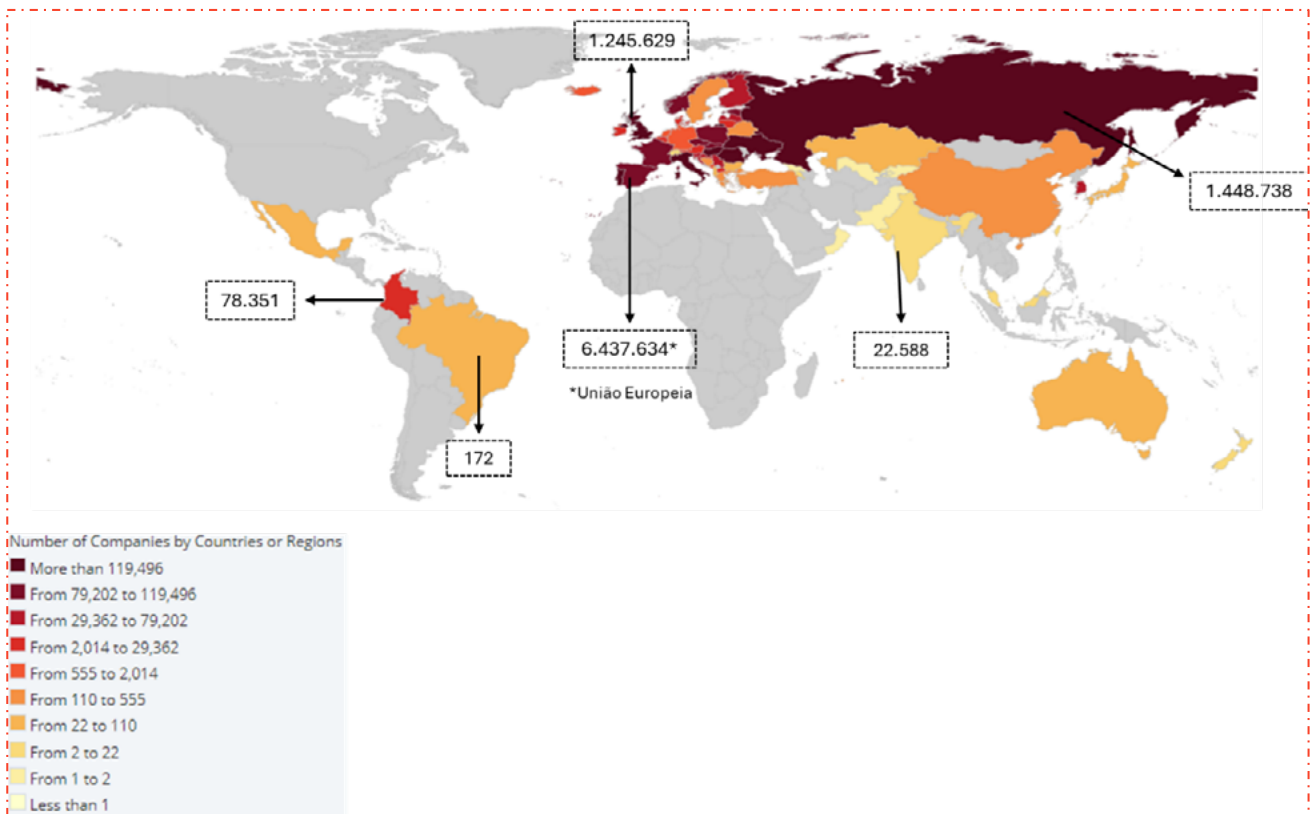 1.245.629
1.448.738
78.351
6.437.634*
22.588
*União Europeia
172
Number of Companies by Countries or Regions
More than 119,496
From 79,202 to 119,496
From 29,362 to 79,202
From 2,014 to 29,362
From 555 to 2,014
From 110 to 555
From 22 to 110
From 2 to 22
From 1 to 2
Less than 1